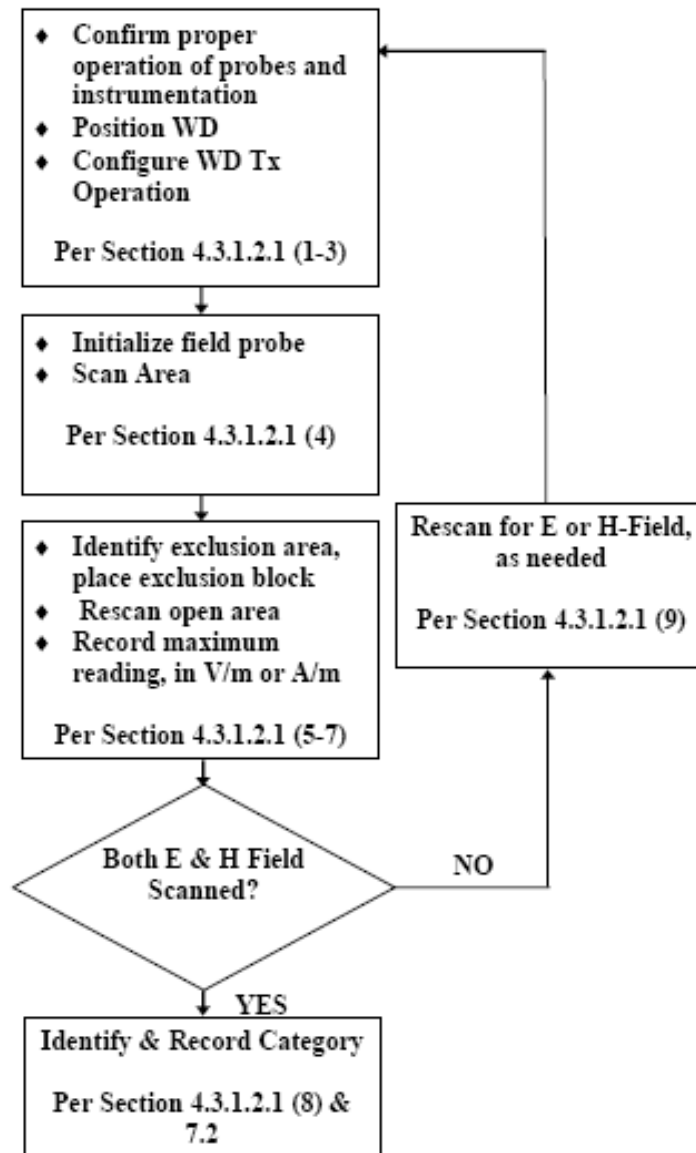 ♦ Confirm proper
operation of probes and
instrumentation
♦ Position WD
♦ Configure WD Tx
Operation
Per Section 4.3.1.2.1 (1-3)
♦ Initialize field probe
♦ Scan Area
Per Section 4.3.1.2.1 (4)
♦ Identify exclusion area,
place exclusion block
♦ Rescan open area
♦ Record maximum
reading, in V/m or A/m
Per Section 4.3.1.2.1 (5-7)
Rescan for E or H-Field,
as needed
Per Section 4.3.1.2.1 (9)
Both E & H Field
Scanned?
NO
YES
Identify & Record Category
Per Section 4.3.1.2.1 (8) &
7.2